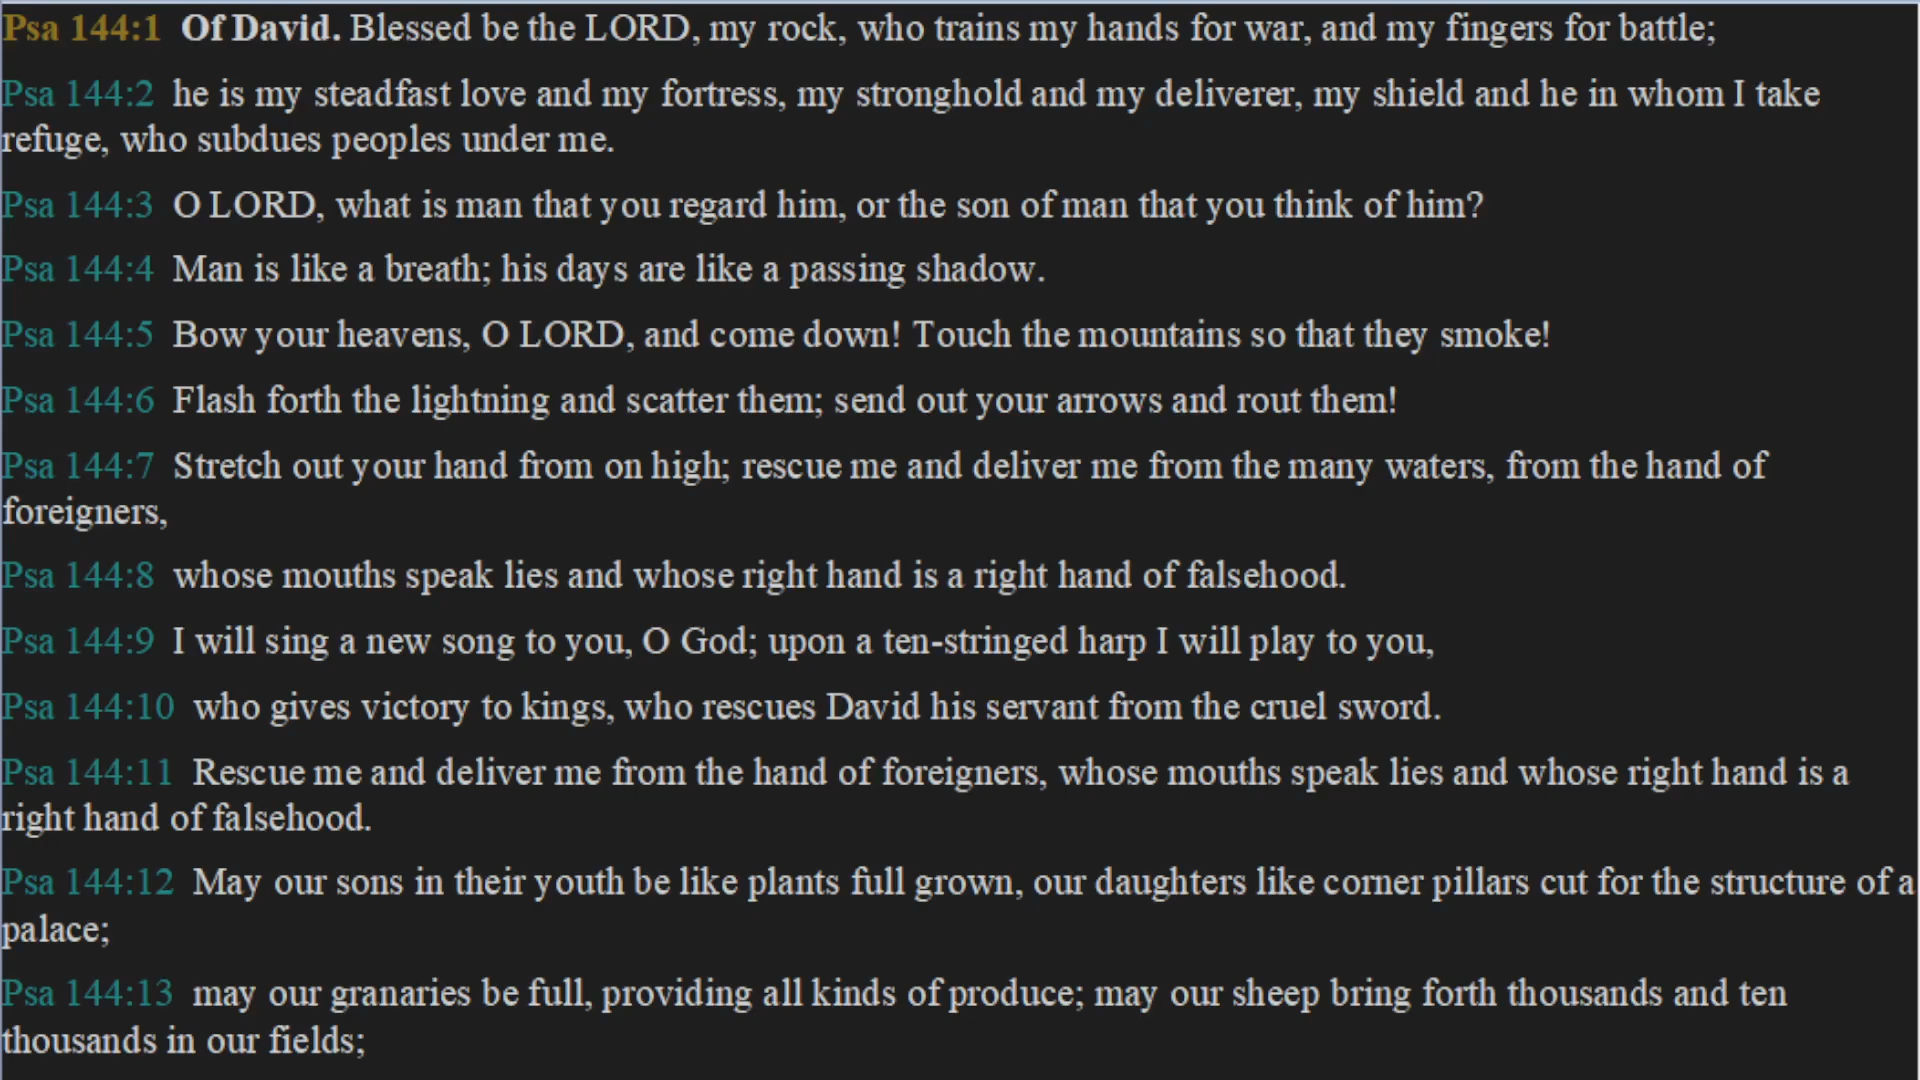 Psa 144:1 Of David. Blessed be the LORD, my rock, who trains my hands for war, and my fingers for battle;
Psa 144:2 he is my steadfast love and my fortress, my stronghold and my deliverer, my shield and he in whom I take
refuge, who subdues peoples under me.
Psa 144:3 O LORD, what is man that you regard him, or the son of man that you think of him?
Psa 144:4 Man is like a breath; his days are like a passing shadow.
Psa 144:5 Bow your heavens, O LORD, and come down! Touch the mountains so that they smoke!
Psa 144:6 Flash forth the lightning and scatter them; send out your arrows and rout them!
Psa 144:7 Stretch out your hand from on high; rescue me and deliver me from the many waters, from the hand of
foreigners,
Psa 144:8 whose mouths speak lies and whose right hand is a right hand of falsehood.
Psa 144:9 I will sing a new song to you, O God; upon a ten-stringed harp I will play to you,
Psa 144:10 who gives victory to kings, who rescues David his servant from the cruel sword.
Psa 144:11 Rescue me and deliver me from the hand of foreigners, whose mouths speak lies and whose right hand is a
right hand of falsehood.
Psa 144:12 May our sons in their youth be like plants full grown, our daughters like corner pillars cut for the structure of a
palace;
Psa 144:13 may our granaries be full, providing all kinds of produce; may our sheep bring forth thousands and ten
thousands in our fields;